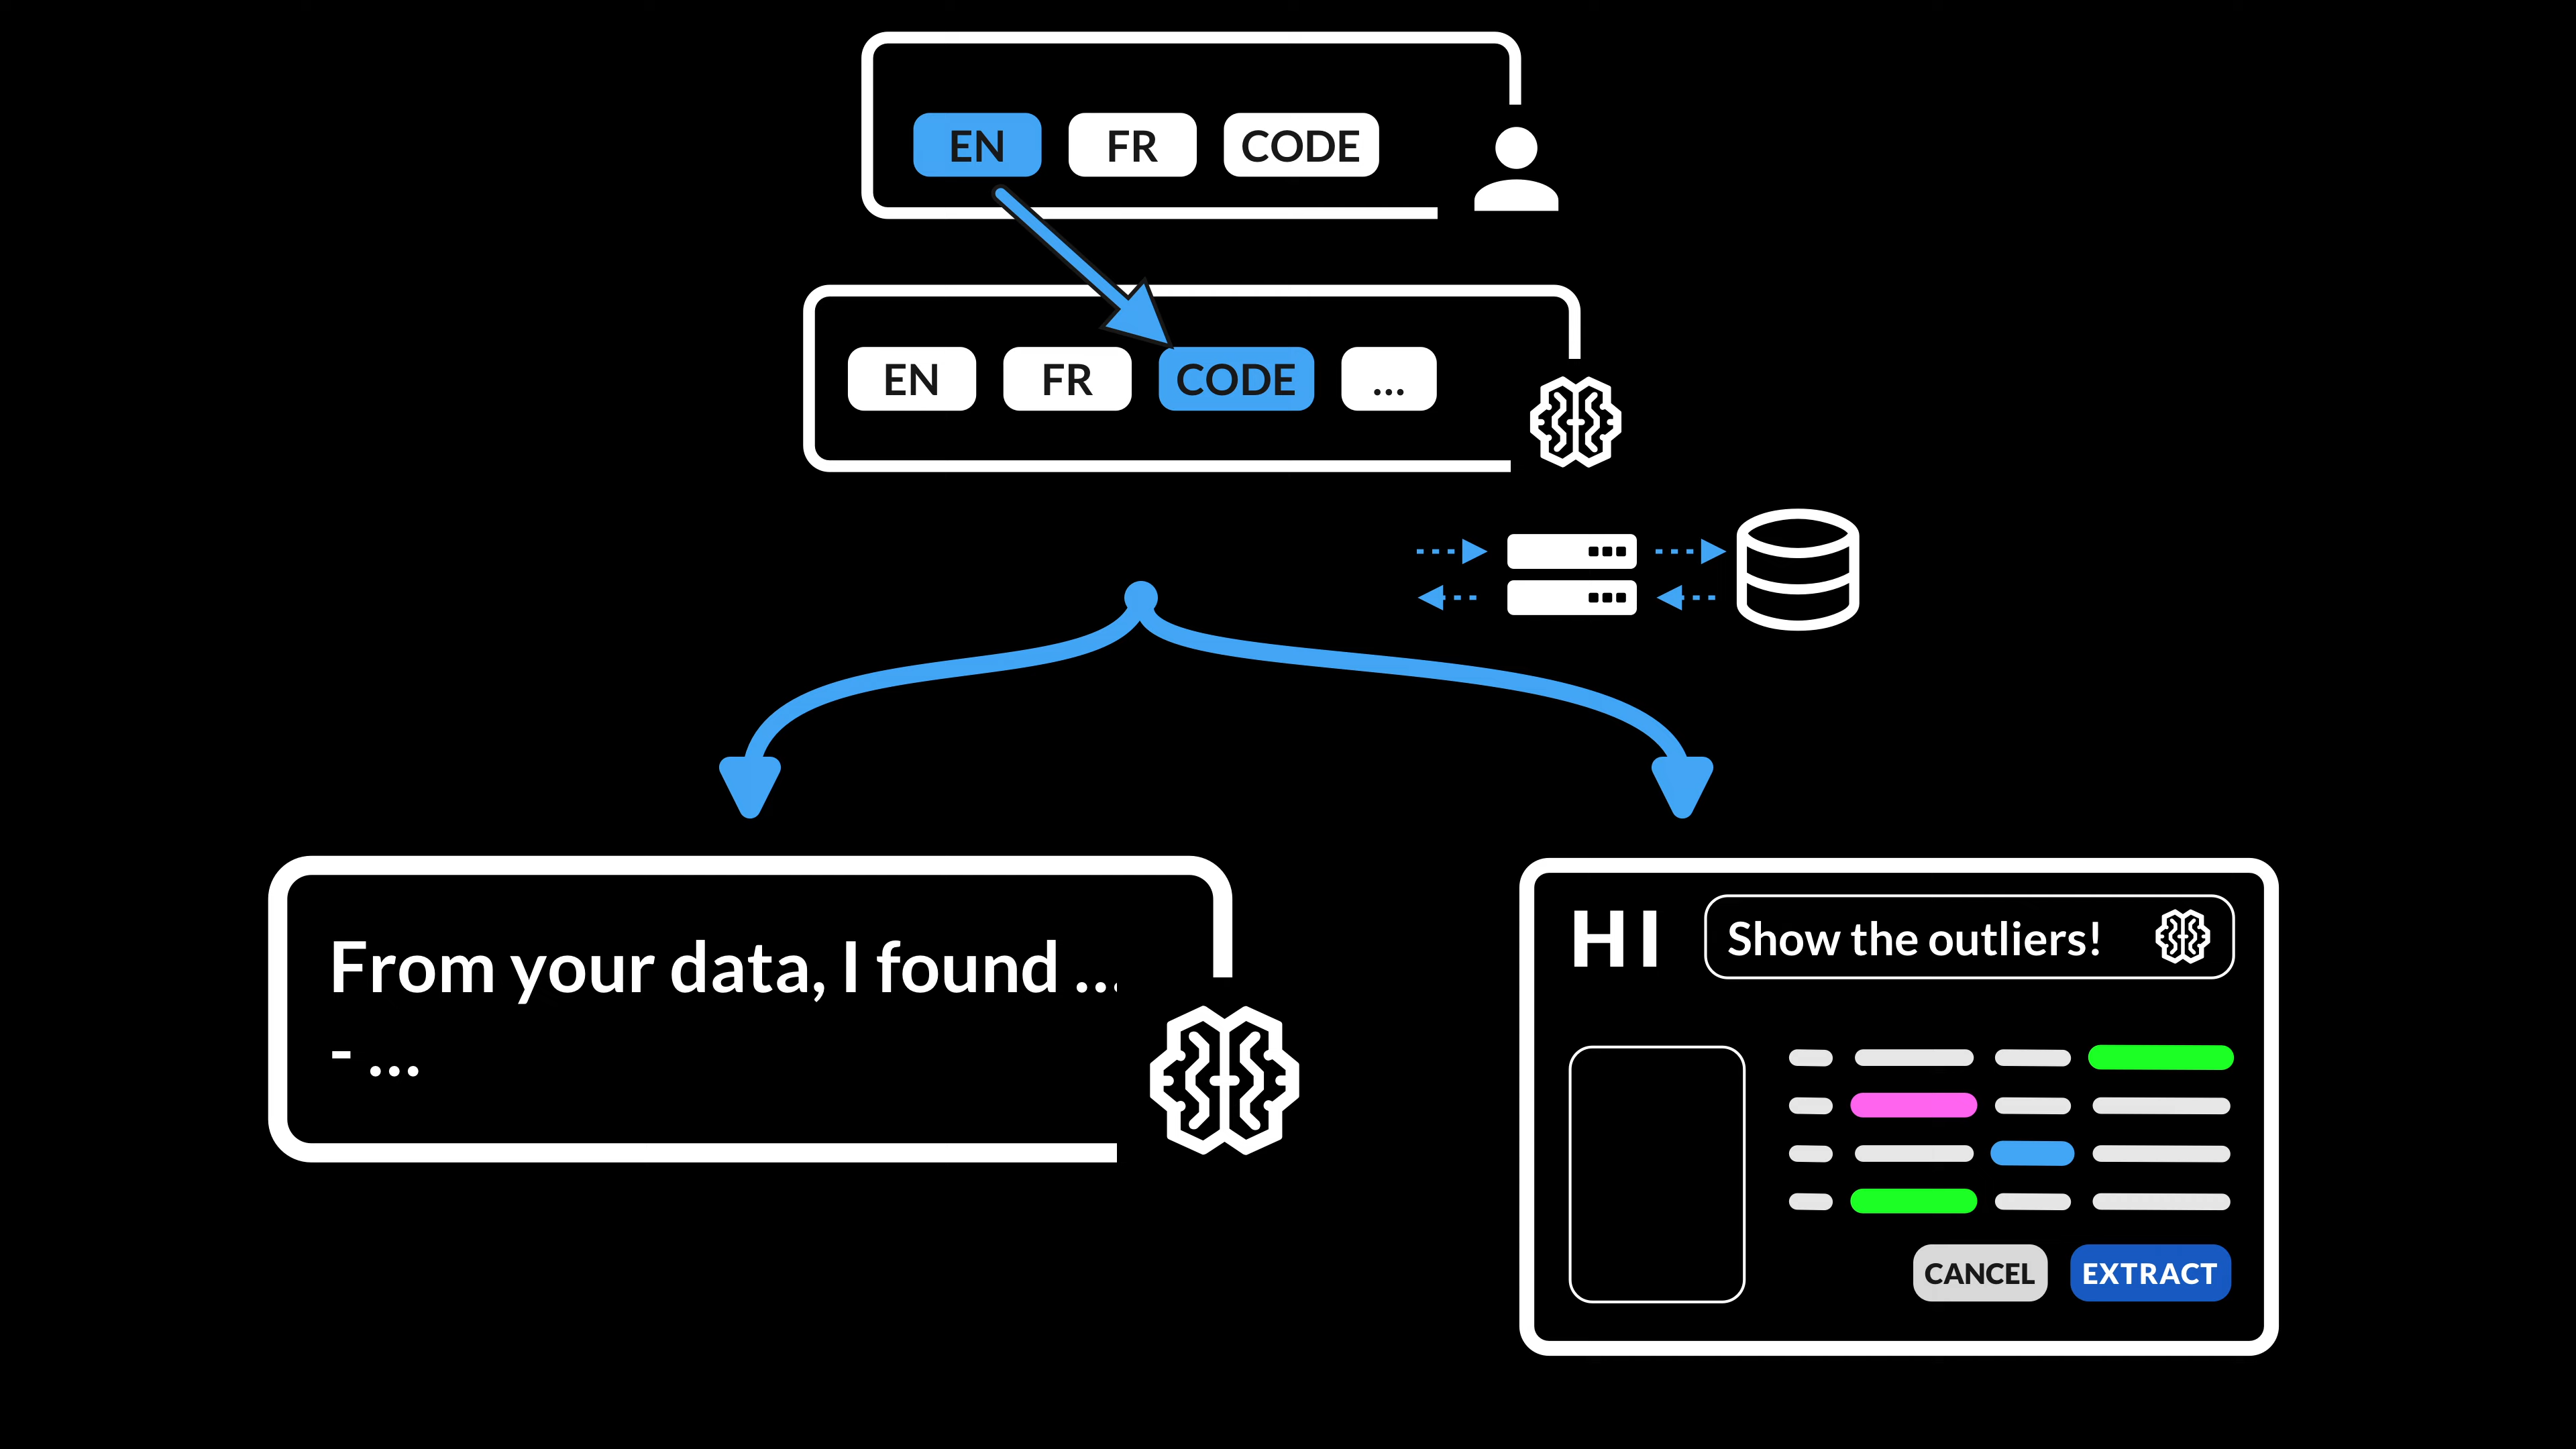 EN FR CODE
EN FR CODE ...
From your data, I found ...
- ...
HI Show the outliers!
CANCEL EXTRACT